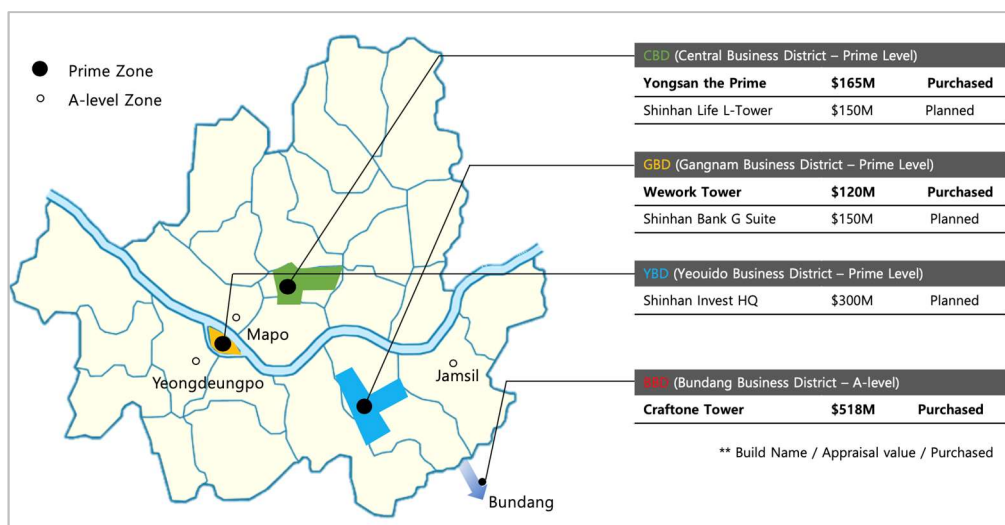 Prime Zone
A-level Zone
Mapo
Yeongdeungpo
Jamsil
Bundang
CBD (Central Business District – Prime Level)
Yongsan the Prime $165M Purchased
Shinhan Life L-Tower $150M Planned
GBD (Gangnam Business District – Prime Level)
Wework Tower $120M Purchased
Shinhan Bank G Suite $150M Planned
YBD (Yeouido Business District – Prime Level)
Shinhan Invest HQ $300M Planned
BBD (Bundang Business District – A-level)
Craftone Tower $518M Purchased
** Build Name / Appraisal value / Purchased